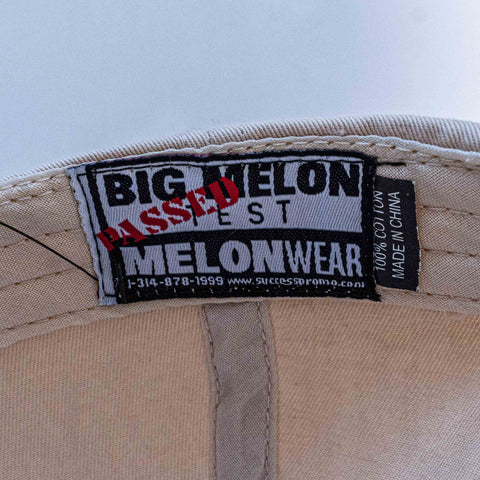 BIG MELON
TEST
PASSED
MELONWEAR
1-314-878-1999 www.successpromo.com
100% COTTON
MADE IN CHINA